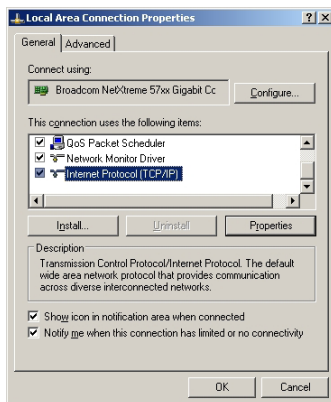 Local Area Connection Properties
General
Advanced
Connect using:
Broadcom NetXtreme 57xx Gigabit Cc
Configure...
This connection uses the following items:
QoS Packet Scheduler
Network Monitor Driver
Internet Protocol (TCP/IP)
Install...
Uninstall
Properties
Description
Transmission Control Protocol/Internet Protocol. The default
wide area network protocol that provides communication
across diverse interconnected networks.
Show icon in notification area when connected
Notify me when this connection has limited or no connectivity
OK
Cancel